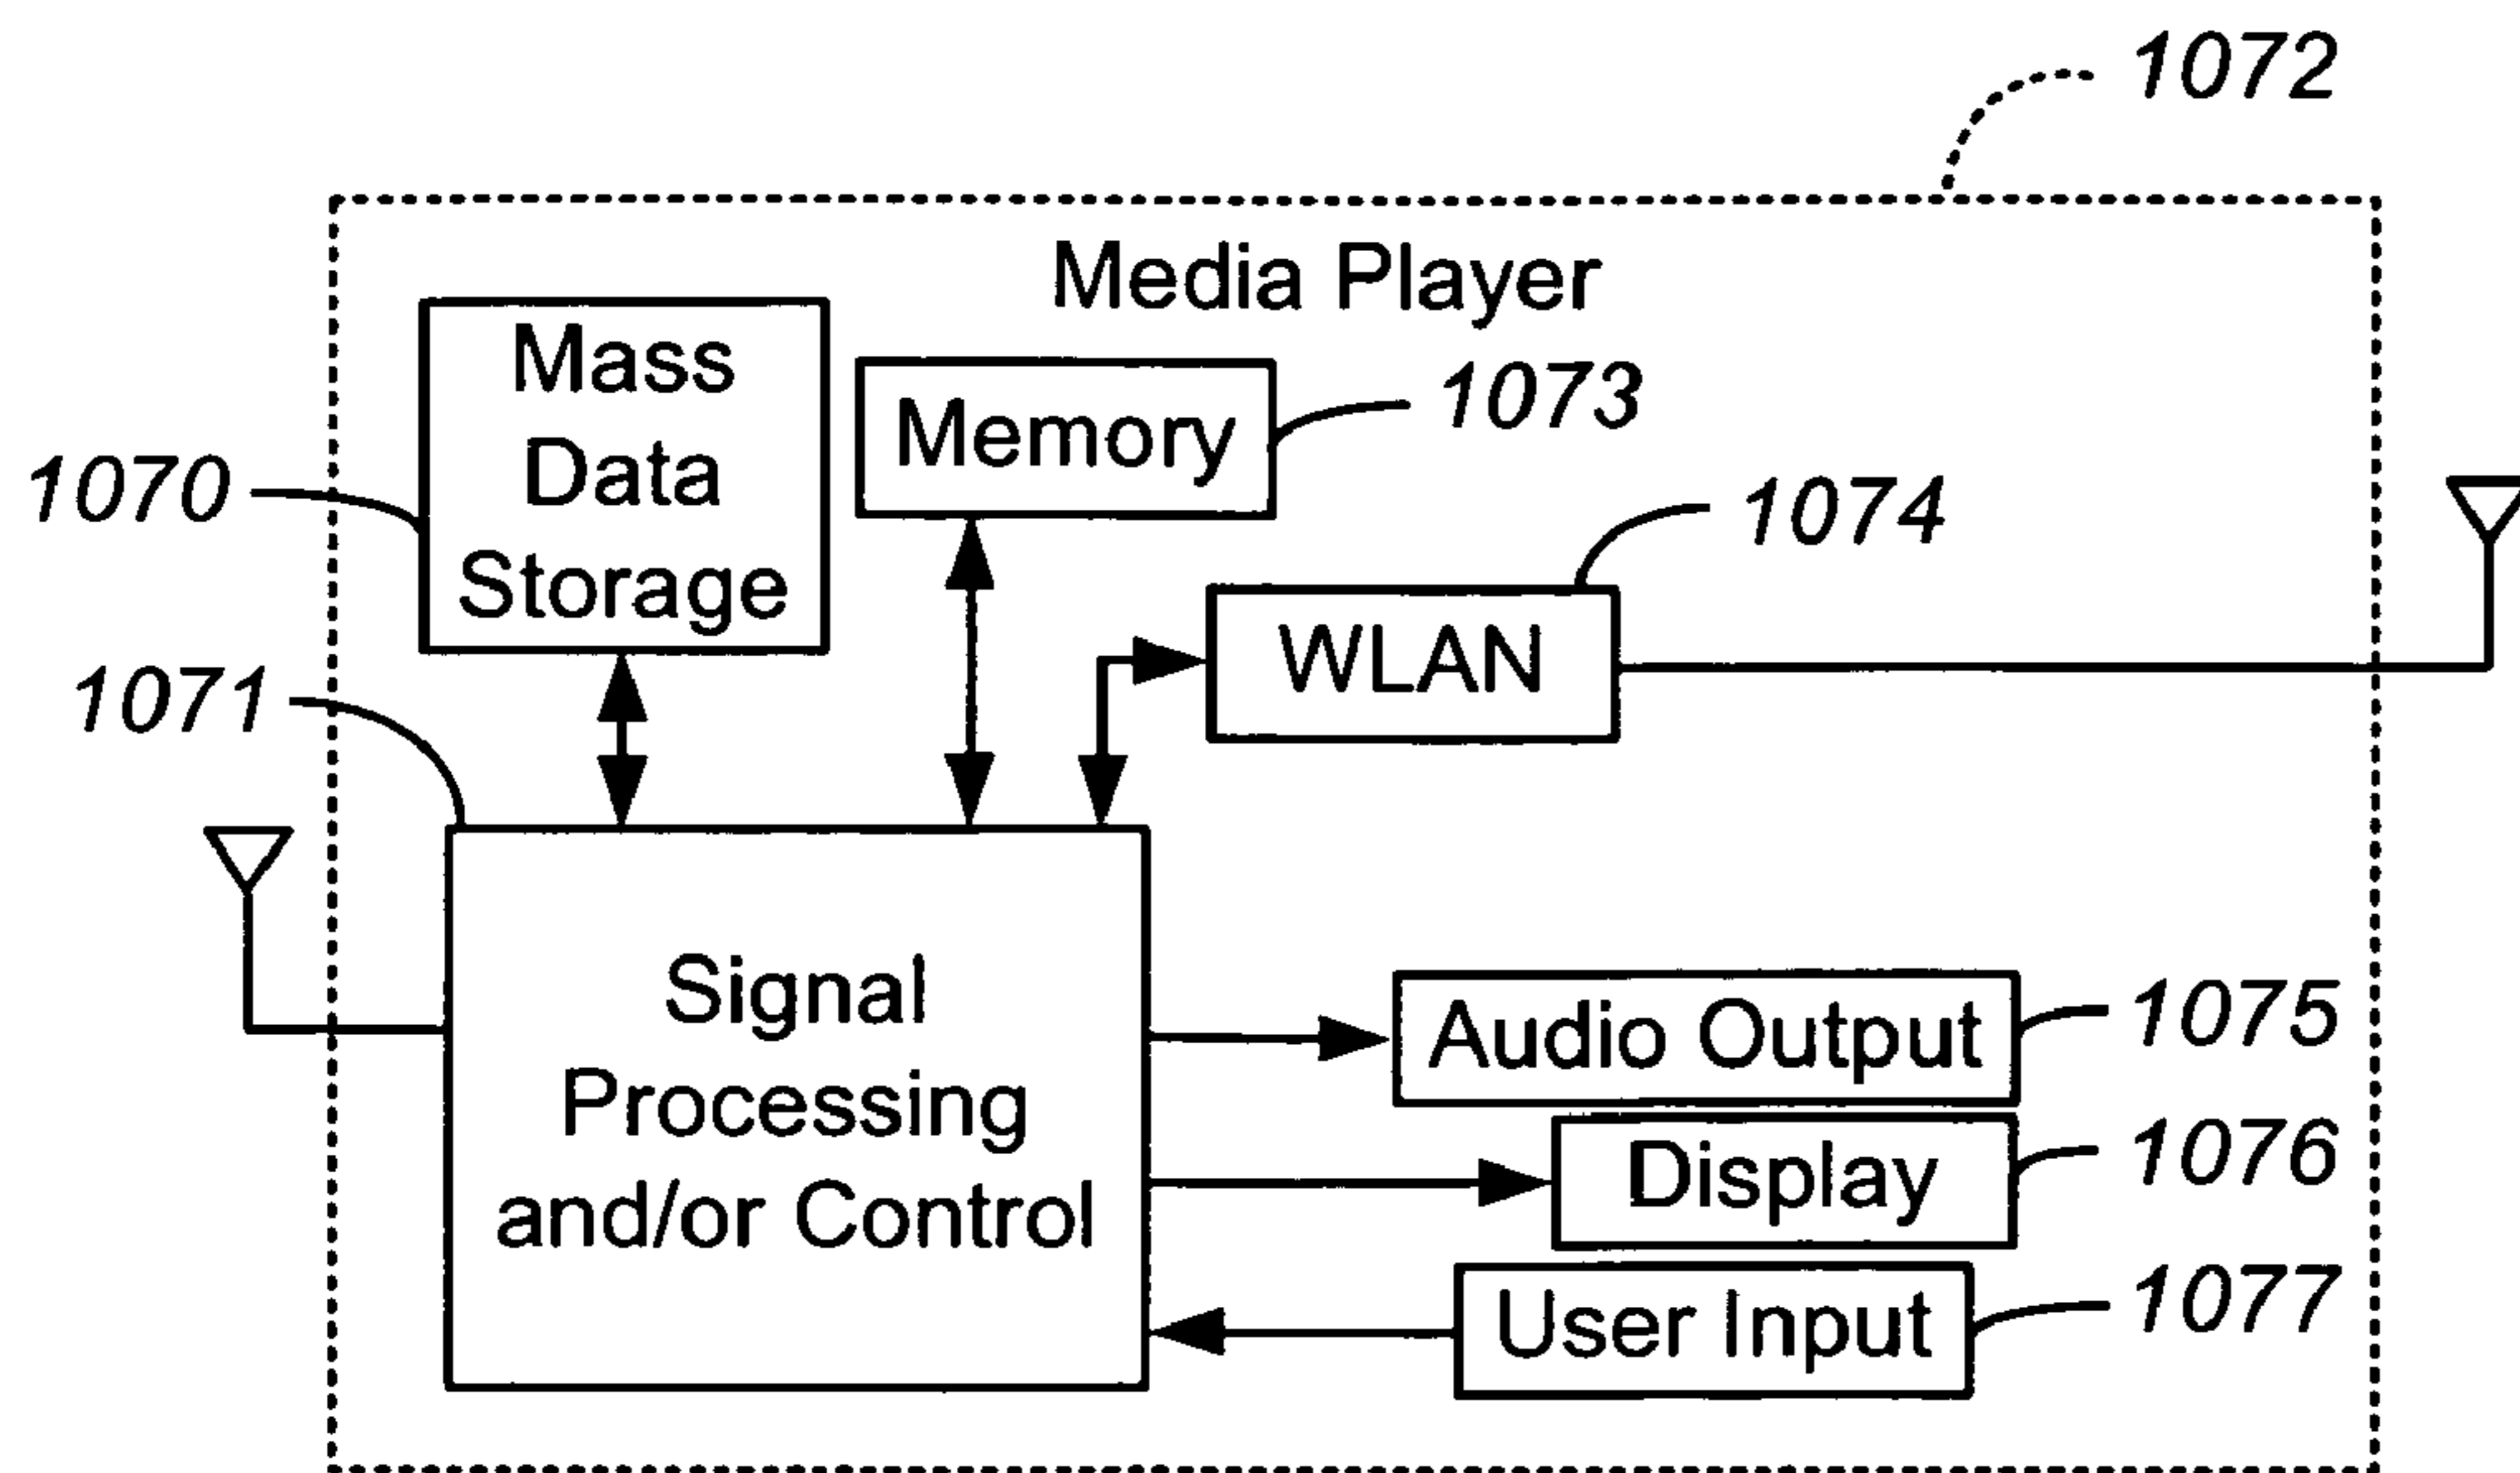 1072
Media Player
Mass
Data
Storage
Memory
1073
1070
1074
WLAN
1071
Signal
Processing
and/or Control
Audio Output
1075
Display
1076
User Input
1077